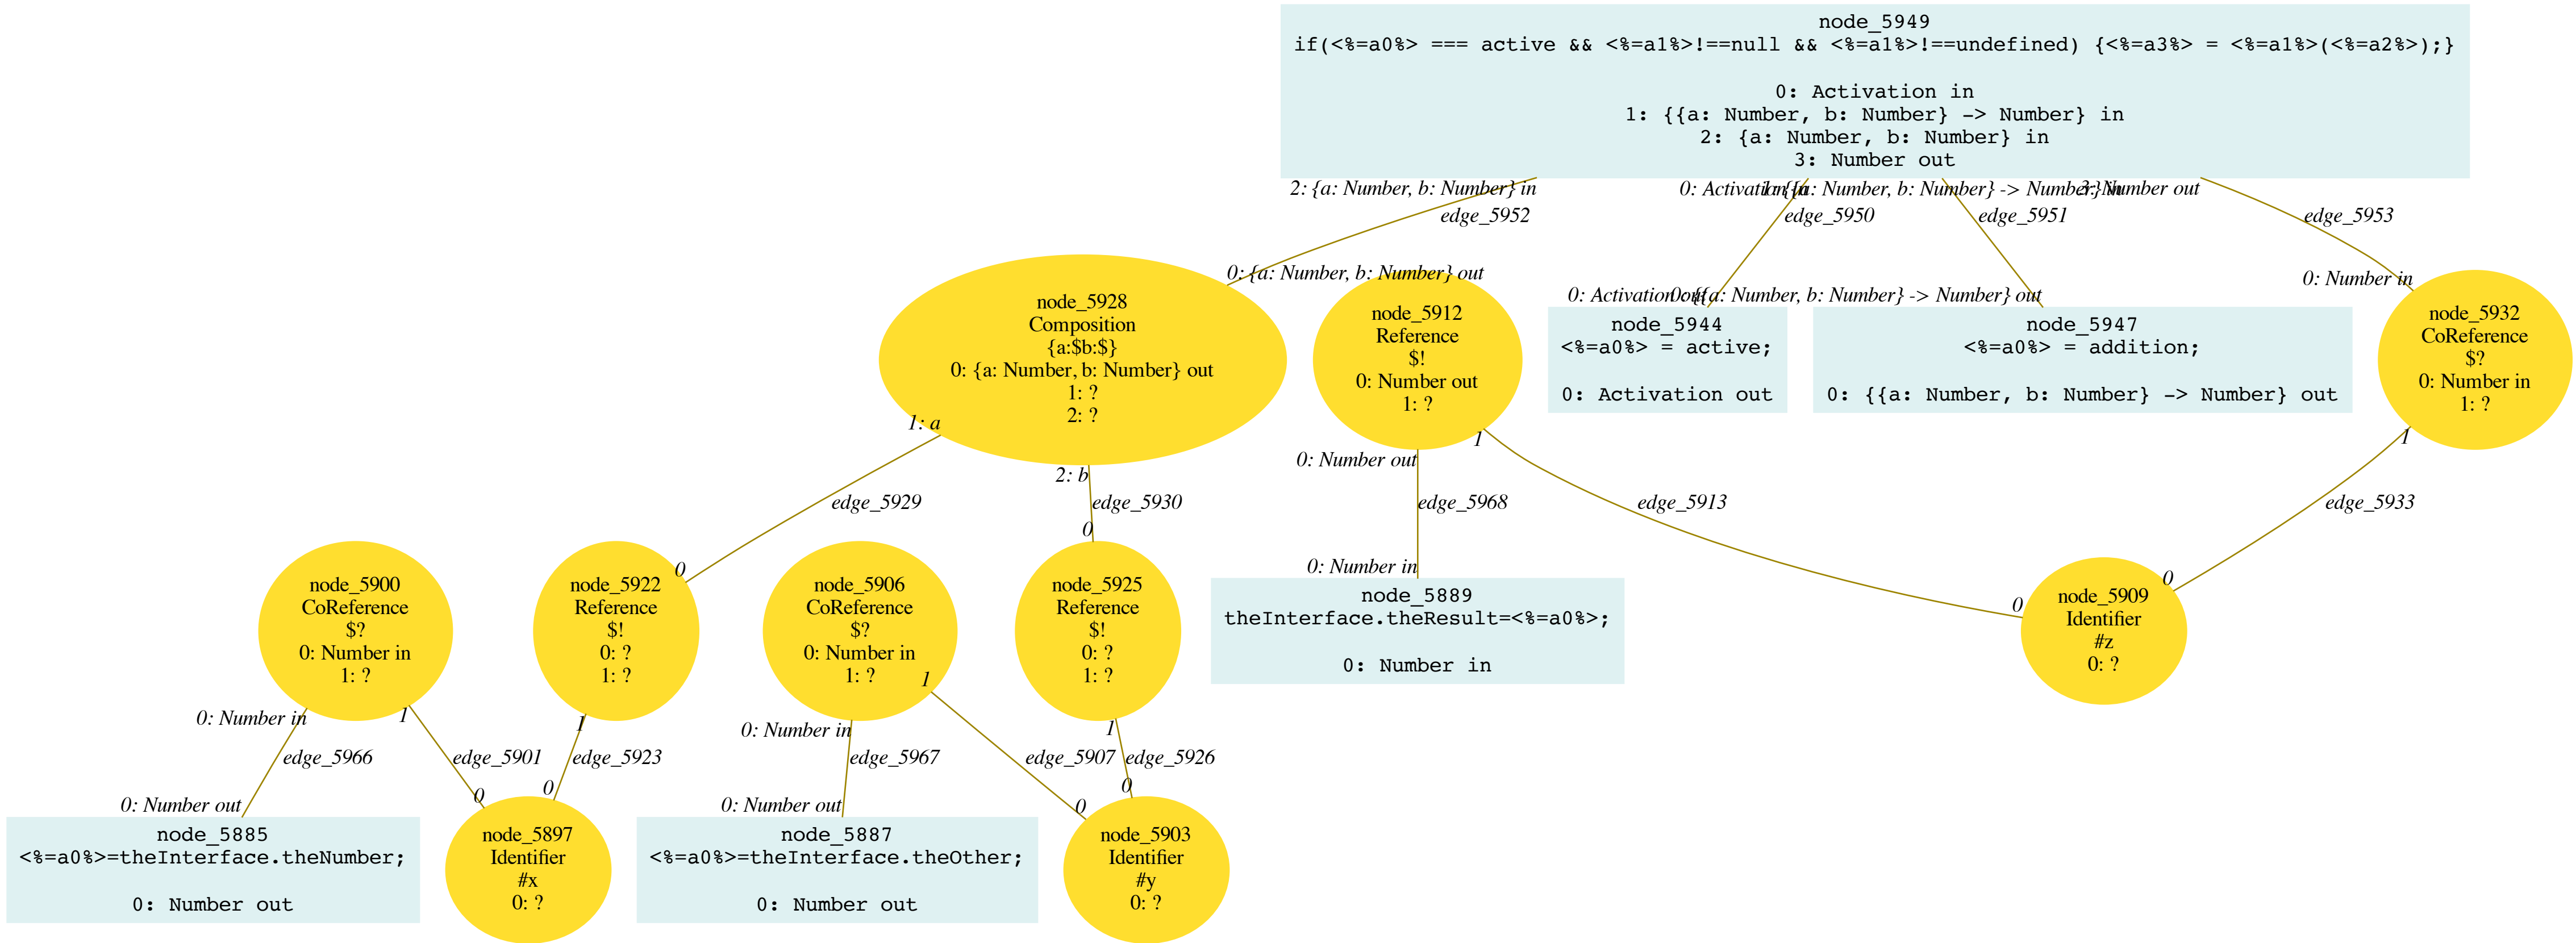 node_5949
if(<%=a0%> === active && <%=a1%>!==null && <%=a1%>!==undefined) {<%=a3%> = <%=a1%>(<%=a2%>);}
0: Activation in
1: {{a: Number, b: Number} -> Number} in
2: {a: Number, b: Number} in
3: Number out
2: {a: Number, b: Number} in
0: Activation in
1: {{a: Number, b: Number} -> Number} in
3: Number out
edge_5952
edge_5950
edge_5951
edge_5953
0: {a: Number, b: Number} out
0: Activation out
0: {{a: Number, b: Number} -> Number} out
0: Number in
node_5928
Composition
{a:$b:$}
0: {a: Number, b: Number} out
1: ?
2: ?
node_5912
Reference
$!
0: Number out
1: ?
node_5944
<%=a0%> = active;
0: Activation out
node_5947
<%=a0%> = addition;
0: {{a: Number, b: Number} -> Number} out
node_5932
CoReference
$?
0: Number in
1: ?
1: a
2: b
0: Number out
1
1
edge_5929
edge_5930
edge_5968
edge_5913
edge_5933
0
0
0: Number in
0
0
node_5900
CoReference
$?
0: Number in
1: ?
node_5922
Reference
$!
0: ?
1: ?
node_5906
CoReference
$?
0: Number in
1: ?
node_5925
Reference
$!
0: ?
1: ?
node_5889
theInterface.theResult=<%=a0%>;
0: Number in
node_5909
Identifier
#z
0: ?
0: Number in
1
1
0: Number in
1
1
edge_5966
edge_5901
edge_5923
edge_5967
edge_5907
edge_5926
0: Number out
0
0
0: Number out
0
0
node_5885
<%=a0%>=theInterface.theNumber;
0: Number out
node_5897
Identifier
#x
0: ?
node_5887
<%=a0%>=theInterface.theOther;
0: Number out
node_5903
Identifier
#y
0: ?